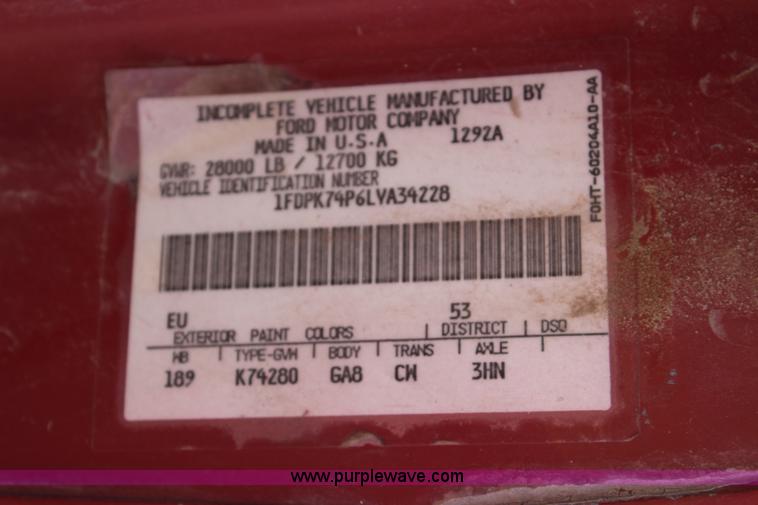 INCOMPLETE VEHICLE MANUFACTURED BY
FORD MOTOR COMPANY
MADE IN U.S.A 1292A
GVWR: 28000 LB / 12700 KG
VEHICLE IDENTIFICATION NUMBER
1FDPK74P6LVA34228
F0HT-60204A10-AA
EU 53
EXTERIOR PAINT COLORS DISTRICT DSO
WB TYPE-GVW BODY TRANS AXLE
189 K74280 GA8 CW 3HN
www.purplewave.com